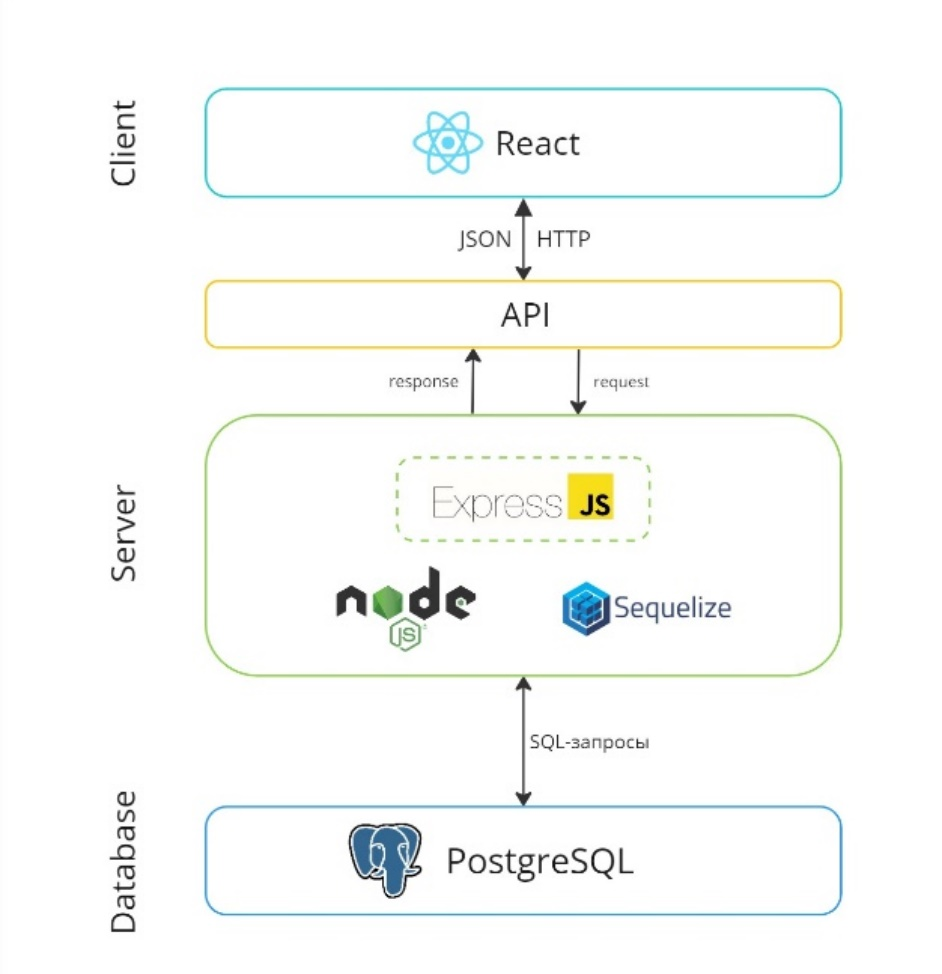 Client
React
JSON HTTP
API
response request
Server
Express JS
node
JS
Sequelize
SQL-запросы
Database
PostgreSQL